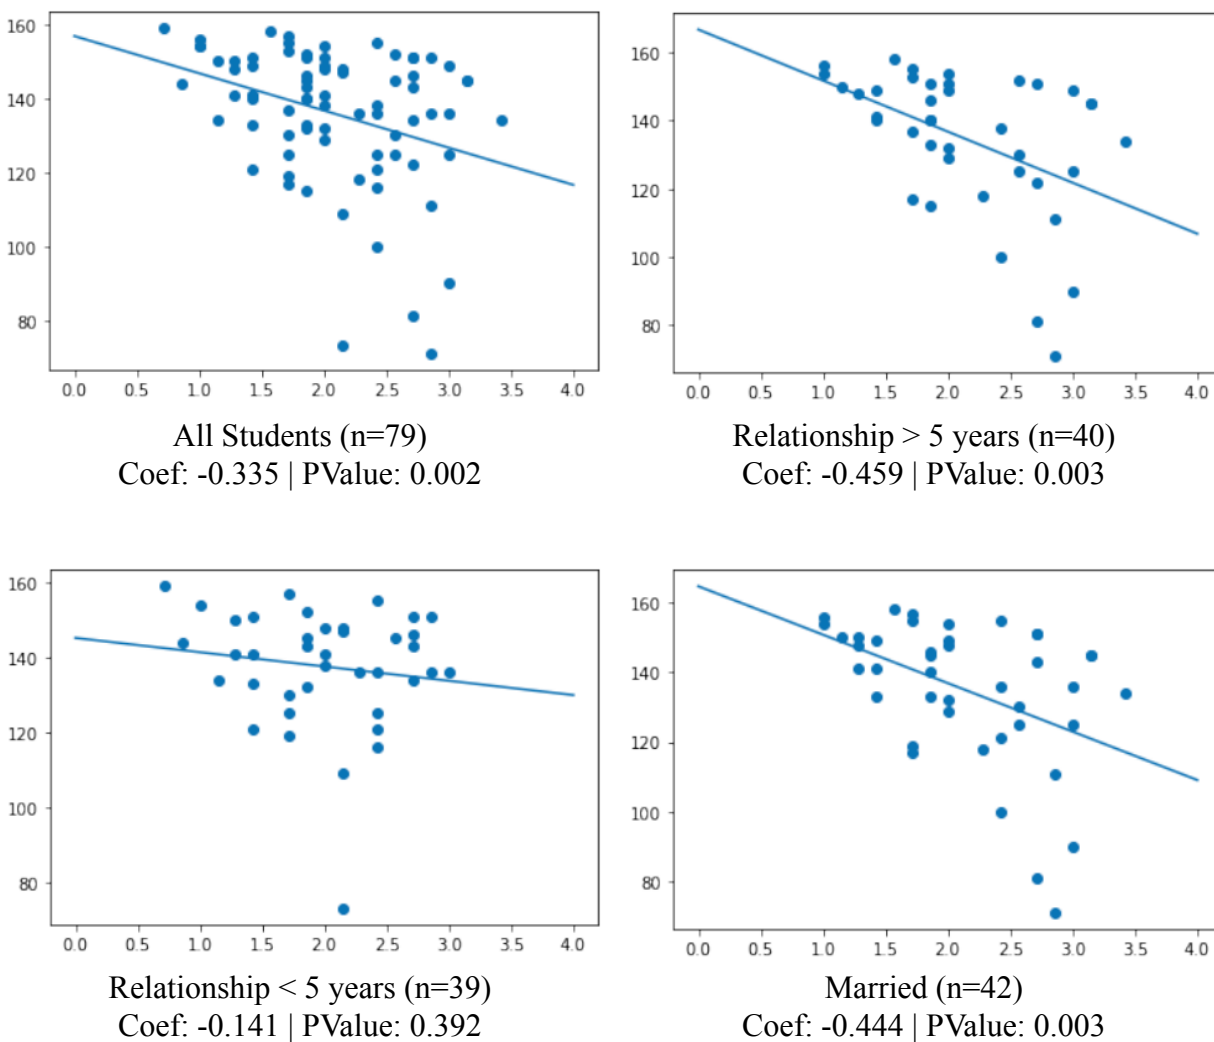 160
140
120
100
80
0.0 0.5 1.0 1.5 2.0 2.5 3.0 3.5 4.0
All Students (n=79)
Coef: -0.335 | PValue: 0.002
160
140
120
100
80
0.0 0.5 1.0 1.5 2.0 2.5 3.0 3.5 4.0
Relationship > 5 years (n=40)
Coef: -0.459 | PValue: 0.003
160
140
120
100
80
0.0 0.5 1.0 1.5 2.0 2.5 3.0 3.5 4.0
Relationship < 5 years (n=39)
Coef: -0.141 | PValue: 0.392
160
140
120
100
80
0.0 0.5 1.0 1.5 2.0 2.5 3.0 3.5 4.0
Married (n=42)
Coef: -0.444 | PValue: 0.003